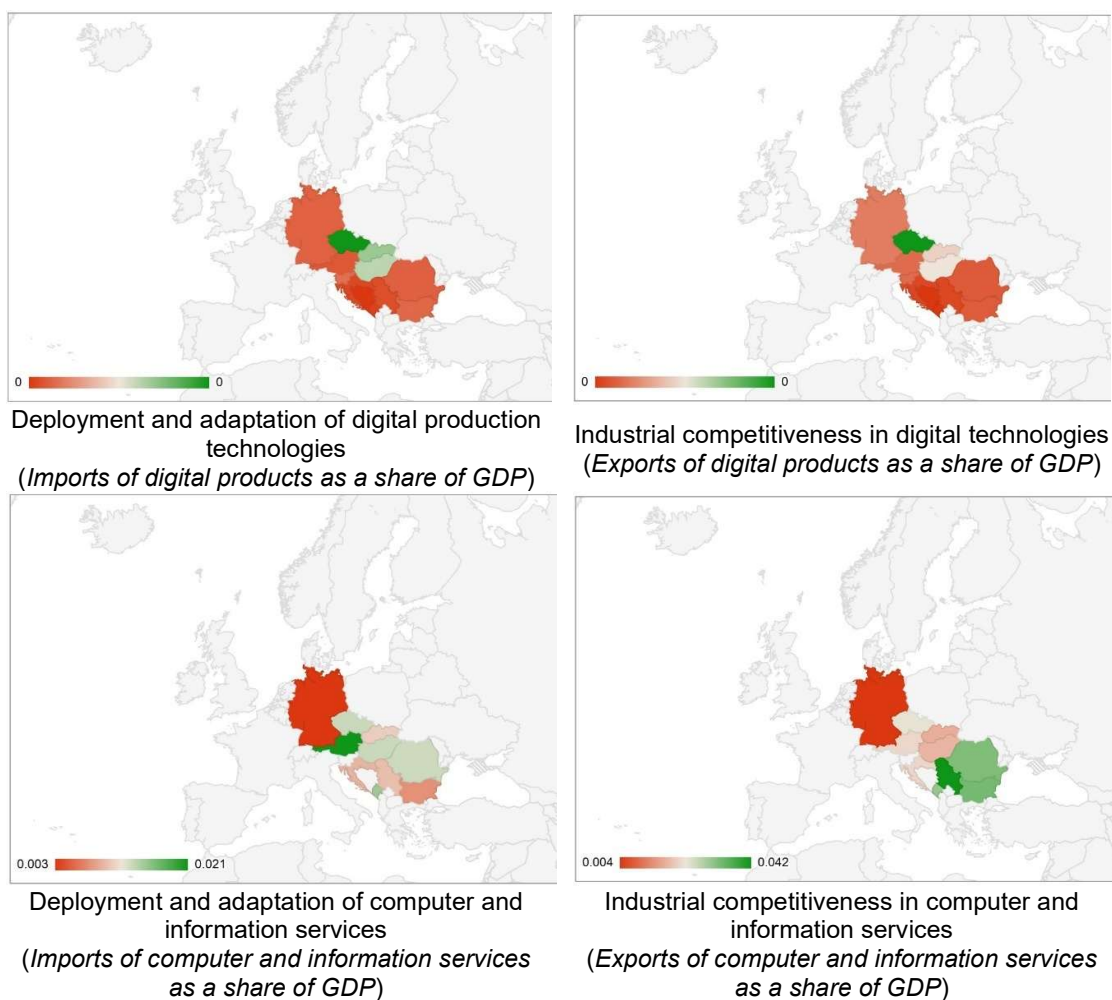 0 0
Deployment and adaptation of digital production
technologies
(Imports of digital products as a share of GDP)
0 0
Industrial competitiveness in digital technologies
(Exports of digital products as a share of GDP)
0.003 0.021
Deployment and adaptation of computer and
information services
(Imports of computer and information services
as a share of GDP)
0.004 0.042
Industrial competitiveness in computer and
information services
(Exports of computer and information services
as a share of GDP)